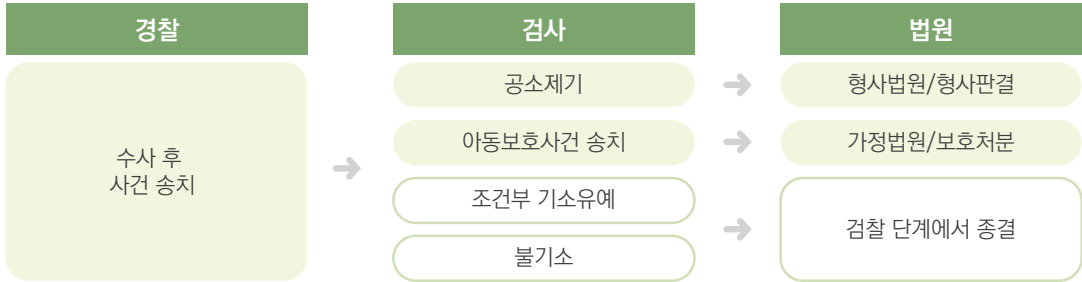 경찰
검사
법원
수사 후
사건 송치
공소제기
형사법원/형사판결
아동보호사건 송치
가정법원/보호처분
조건부 기소유예
불기소
검찰 단계에서 종결